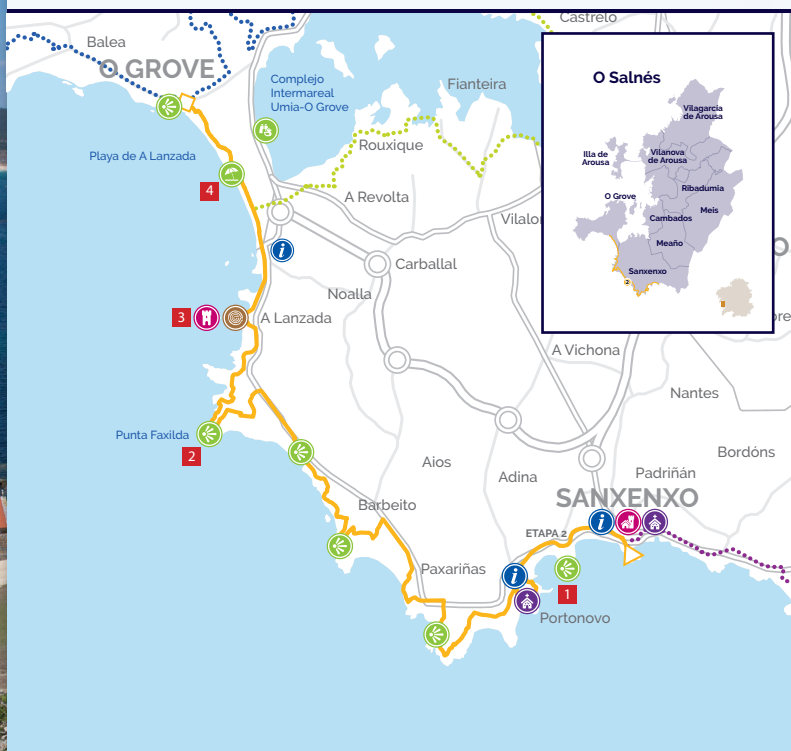 Castrelo
Balea
O GROVE
Complejo
Intermareal
Umia-O Grove
Fianteira
O Salnés
Vilagarcía
de Arousa
Illa de
Arousa
Vilanova
de Arousa
Ribadumia
O Grove
Meis
Cambados
Meaño
Sanxenxo
2
Rouxique
Playa de A Lanzada
4
A Revolta
i
Carballal
Noalla
3
A Lanzada
A Vichona
Nantes
Punta Faxilda
2
Aios
Adina
Bordóns
Padriñán
SANXENXO
Barbeito
ETAPA 2
i
Paxariñas
i
1
Portonovo